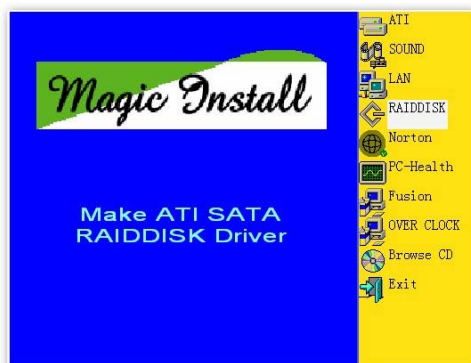 Magic Install
Make ATI SATA
RAIDDISK Driver
ATI
SOUND
LAN
RAIDDISK
Norton
PC-Health
Fusion
OVER CLOCK
Browse CD
Exit